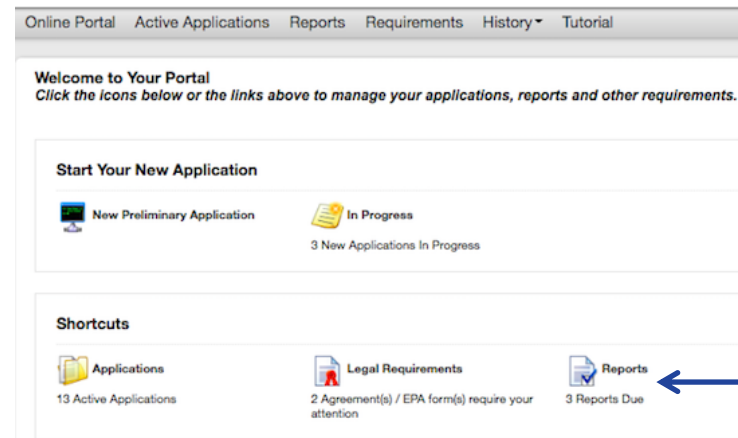 Online Portal Active Applications Reports Requirements History Tutorial
Welcome to Your Portal
Click the icons below or the links above to manage your applications, reports and other requirements.
Start Your New Application
New Preliminary Application
In Progress
3 New Applications In Progress
Shortcuts
Applications
13 Active Applications
Legal Requirements
2 Agreement(s) / EPA form(s) require your
attention
Reports
3 Reports Due